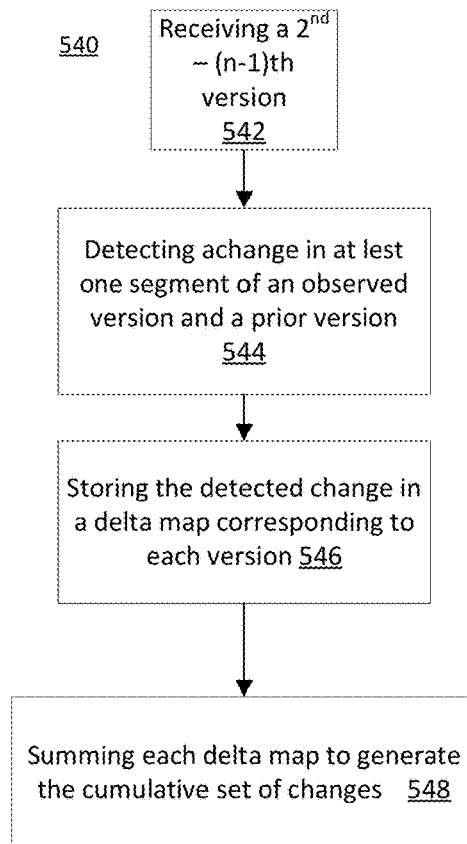 540
Receiving a 2nd
– (n-1)th
version
542
Detecting achange in at lest
one segment of an observed
version and a prior version
544
Storing the detected change in
a delta map corresponding to
each version 546
Summing each delta map to generate
the cumulative set of changes 548